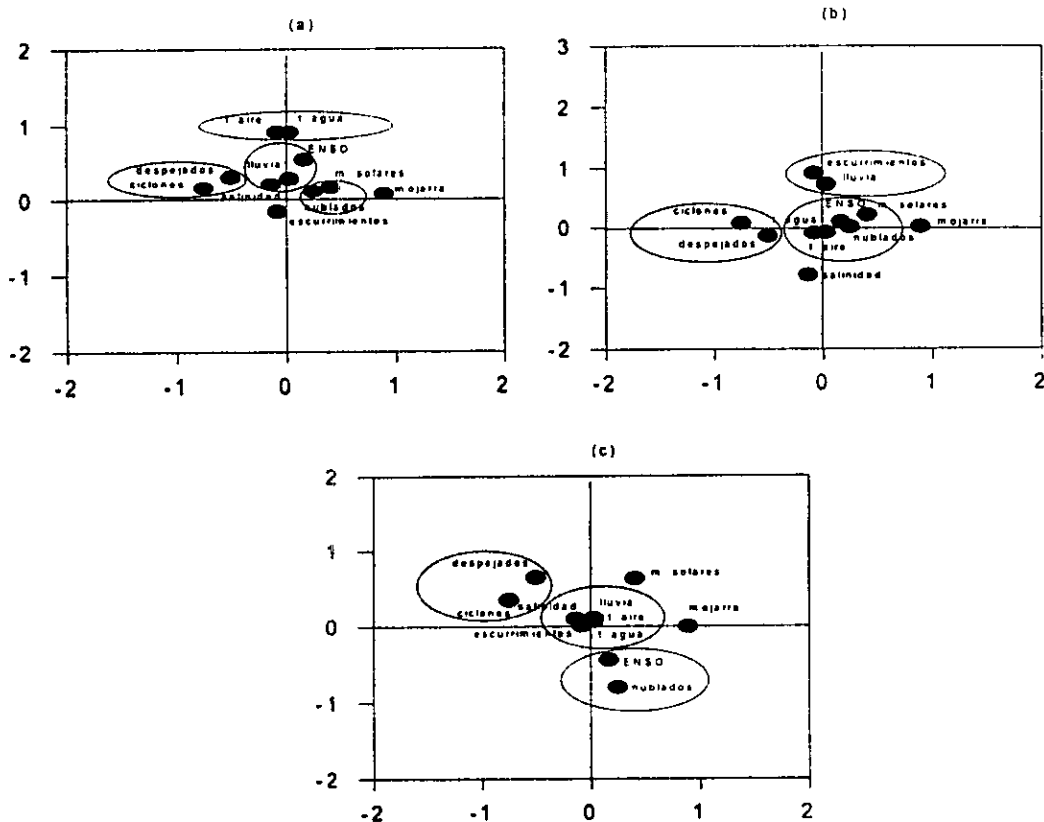 (a)
2
1
0
-1
-2
-2
-1
0
1
2
t aire
t agua
ENSO
despejados
lluvia
m solares
ciclones
mojarra
salinidad
nublados
escurrimientos
(b)
3
2
1
0
-1
-2
-2
-1
0
1
2
escurrimientos
lluvia
ciclones
ENSO
m solares
agua
mojarra
despejados
nublados
t aire
salinidad
(c)
2
1
0
-1
-2
-2
-1
0
1
2
despejados
m solares
lluvia
ciclones
salinidad
t aire
mojarra
escurrimientos
t agua
ENSO
nublados